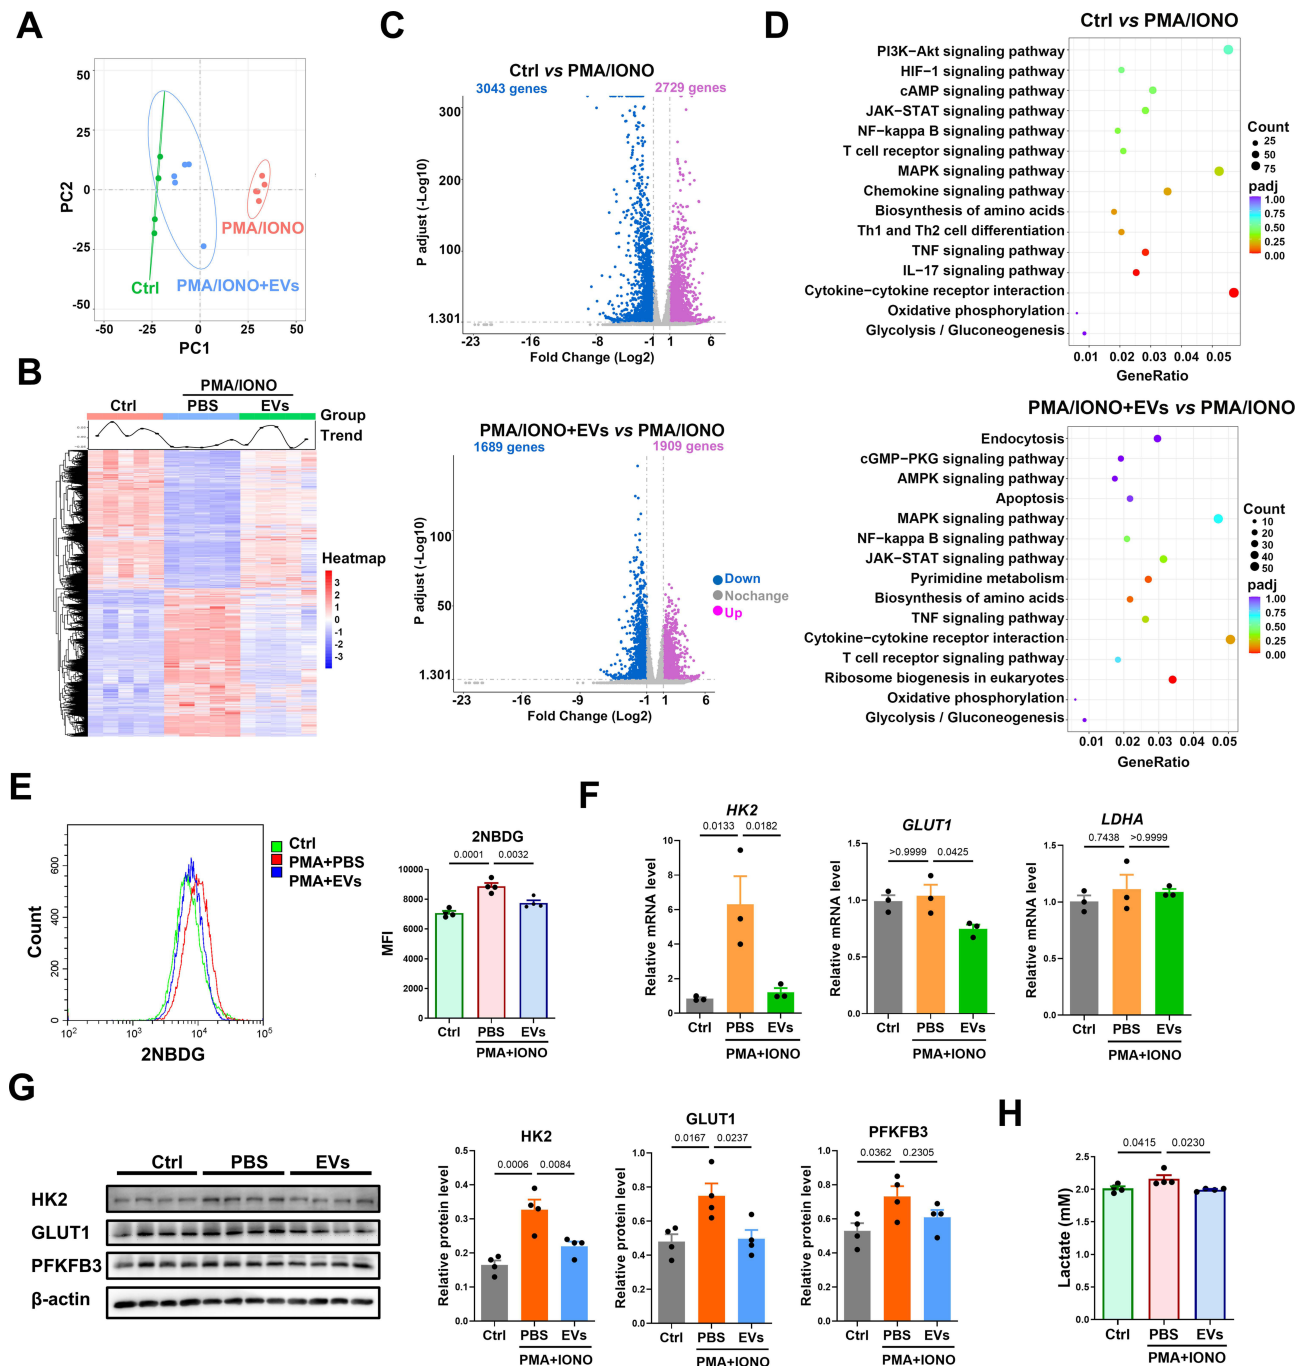 A
50
25
0
-25
-50
PC2
-50
-25
0
25
50
PC1
PMA/IONO
PMA/IONO+EVs
Ctrl
B
PMA/IONO
Ctrl
PBS
EVs
Group
Trend
Heatmap
3
2
1
0
-1
-2
-3
C
Ctrl vs PMA/IONO
3043 genes
2729 genes
300
200
100
1.301
P adjust (-Log10)
-23
-16
-8
-1
1
6
Fold Change (Log2)
PMA/IONO+EVs vs PMA/IONO
1689 genes
1909 genes
100
50
1.301
P adjust (-Log10)
-23
-9
-1
1
6
Fold Change (Log2)
Down
Nochange
Up
D
Ctrl vs PMA/IONO
PI3K−Akt signaling pathway
HIF−1 signaling pathway
cAMP signaling pathway
JAK−STAT signaling pathway
NF−kappa B signaling pathway
T cell receptor signaling pathway
MAPK signaling pathway
Chemokine signaling pathway
Biosynthesis of amino acids
Th1 and Th2 cell differentiation
TNF signaling pathway
IL−17 signaling pathway
Cytokine−cytokine receptor interaction
Oxidative phosphorylation
Glycolysis / Gluconeogenesis
0.01
0.02
0.03
0.04
0.05
GeneRatio
Count
25
50
75
padj
1.00
0.75
0.50
0.25
0.00
PMA/IONO+EVs vs PMA/IONO
Endocytosis
cGMP−PKG signaling pathway
AMPK signaling pathway
Apoptosis
MAPK signaling pathway
NF−kappa B signaling pathway
JAK−STAT signaling pathway
Pyrimidine metabolism
Biosynthesis of amino acids
TNF signaling pathway
Cytokine−cytokine receptor interaction
T cell receptor signaling pathway
Ribosome biogenesis in eukaryotes
Oxidative phosphorylation
Glycolysis / Gluconeogenesis
0.01
0.02
0.03
0.04
0.05
GeneRatio
Count
10
20
30
40
50
padj
1.00
0.75
0.50
0.25
0.00
E
600
400
200
0
Count
10² 10³ 10⁴ 10⁵
2NBDG
Ctrl
PMA+PBS
PMA+EVs
2NBDG
0.0001
0.0032
10000
8000
6000
4000
2000
0
MFI
Ctrl
PBS
EVs
PMA+IONO
F
HK2
0.0133
0.0182
10
8
6
4
2
0
Relative mRNA level
Ctrl
PBS
EVs
PMA+IONO
GLUT1
>0.9999
0.0425
1.5
1.0
0.5
0.0
Relative mRNA level
Ctrl
PBS
EVs
PMA+IONO
LDHA
0.7438
>0.9999
1.5
1.0
0.5
0.0
Relative mRNA level
Ctrl
PBS
EVs
PMA+IONO
G
Ctrl
PBS
EVs
HK2
GLUT1
PFKFB3
β-actin
HK2
0.0006
0.0084
0.5
0.4
0.3
0.2
0.1
0.0
Relative protein level
Ctrl
PBS
EVs
PMA+IONO
GLUT1
0.0167
0.0237
1.0
0.8
0.6
0.4
0.2
0.0
Relative protein level
Ctrl
PBS
EVs
PMA+IONO
PFKFB3
0.0362
0.2305
1.0
0.8
0.6
0.4
0.2
0.0
Relative protein level
Ctrl
PBS
EVs
PMA+IONO
H
0.0415
0.0230
2.5
2.0
1.5
1.0
0.5
0.0
Lactate (mM)
Ctrl
PBS
EVs
PMA+IONO